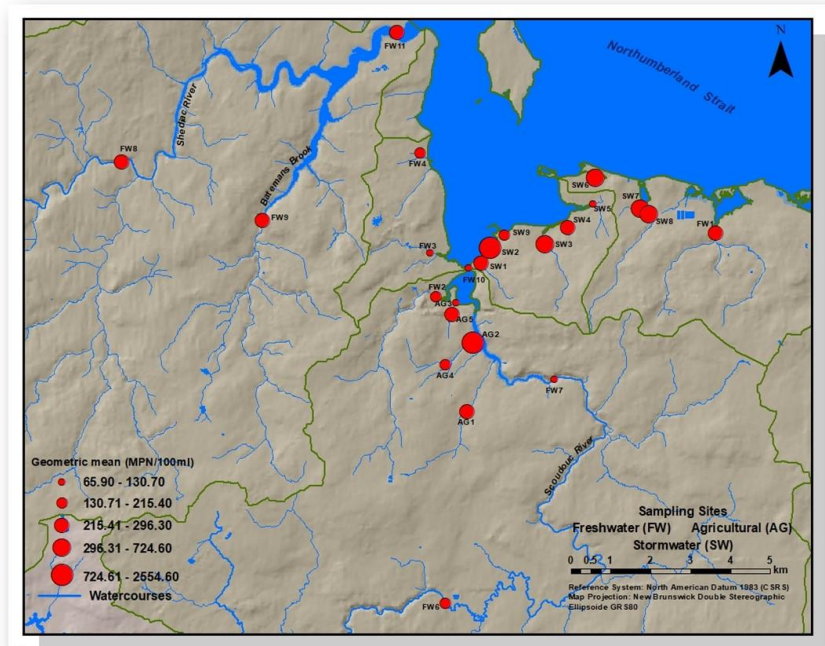 N
Northumberland Strait
FW11
Shediac River
FW8
FW4
Batemans Brook
SW6
SW5
SW7
SW8
FW1
FW9
SW4
SW9
SW2
SW3
FW3
SW1
FW10
FW2
AG3
AG5
AG2
AG4
FW7
AG1
Scoudouc River
Geometric mean (MPN/100ml)
65.90 - 130.70
130.71 - 215.40
215.41 - 296.30
296.31 - 724.60
724.61 - 2554.60
Watercourses
FW6
Sampling Sites
Freshwater (FW) Agricultural (AG)
Stormwater (SW)
0 0.5 1 2 3 4 5
km
Reference System: North American Datum 1983 (CSRS)
Map Projection: New Brunswick Double Stereographic
Ellipsoide GRS80